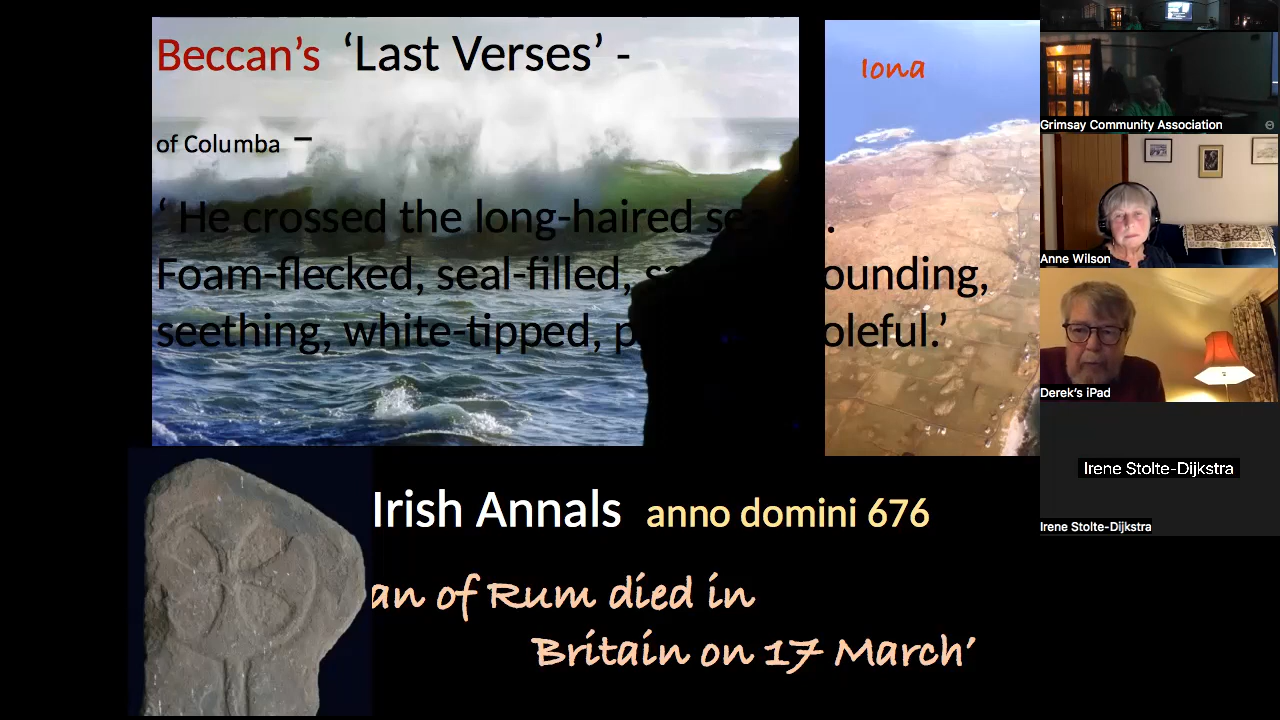 Beccan’s ‘Last Verses’ -
of Columba –
‘ He crossed the long-haired sea .
Foam-flecked, seal-filled, ounding,
seething, white-tipped, oleful.’
Iona
Irish Annals anno domini 676
an of Rum died in
Britain on 17 March’
Grimsay Community Association
Anne Wilson
Derek’s iPad
Irene Stolte-Dijkstra
Irene Stolte-Dijkstra